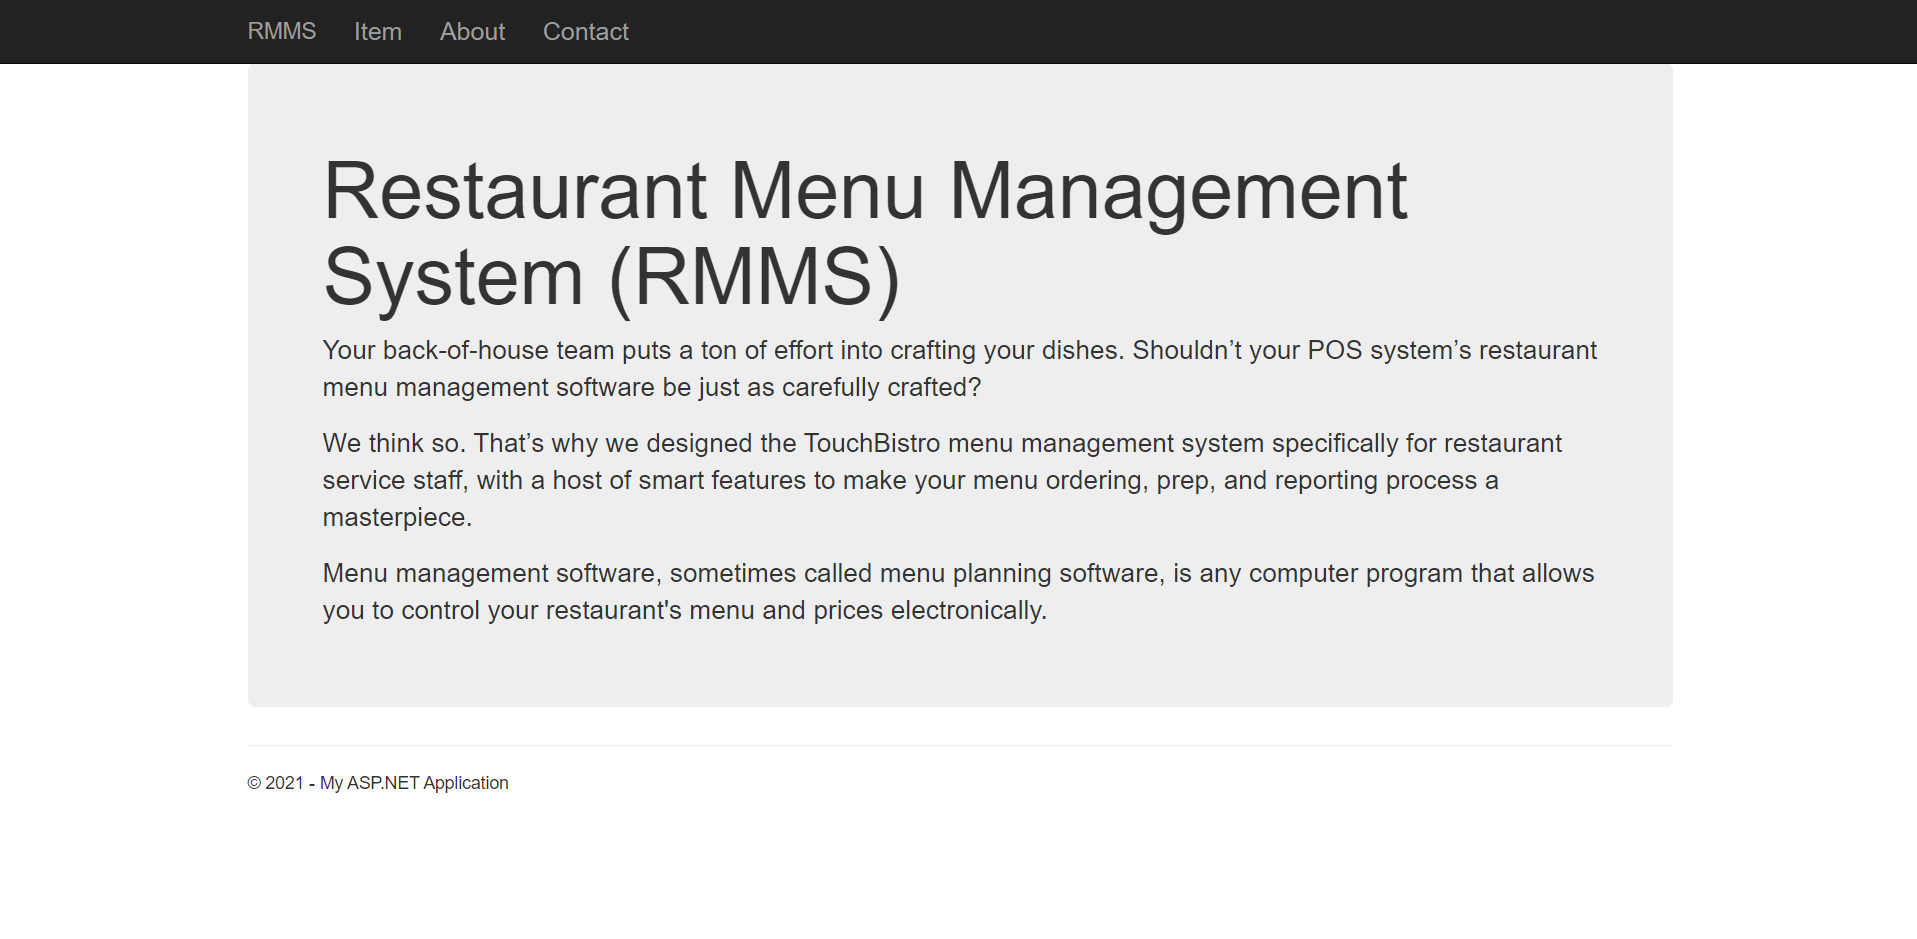 RMMS Item About Contact
Restaurant Menu Management
System (RMMS)
Your back-of-house team puts a ton of effort into crafting your dishes. Shouldn’t your POS system’s restaurant
menu management software be just as carefully crafted?
We think so. That’s why we designed the TouchBistro menu management system specifically for restaurant
service staff, with a host of smart features to make your menu ordering, prep, and reporting process a
masterpiece.
Menu management software, sometimes called menu planning software, is any computer program that allows
you to control your restaurant's menu and prices electronically.
© 2021 - My ASP.NET Application